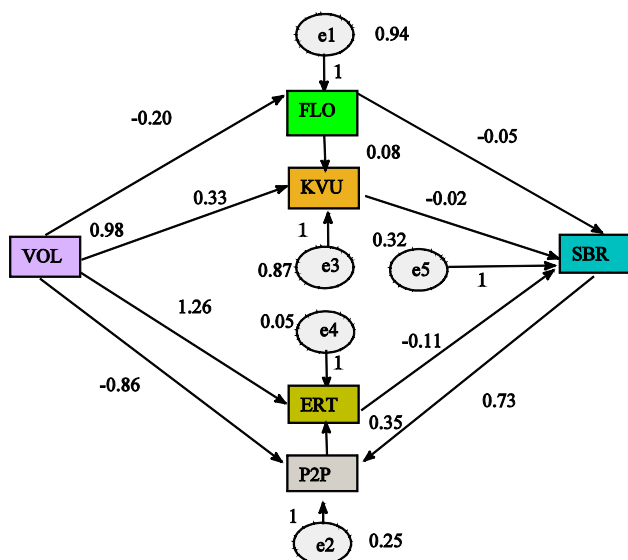 e1
0.94
1
FLO
-0.20
-0.05
0.08
KVU
0.33
-0.02
0.98
1
0.32
VOL
SBR
0.87
e3
e5
1
1.26
0.05
e4
1
-0.11
-0.86
ERT
0.35
0.73
P2P
1
e2
0.25